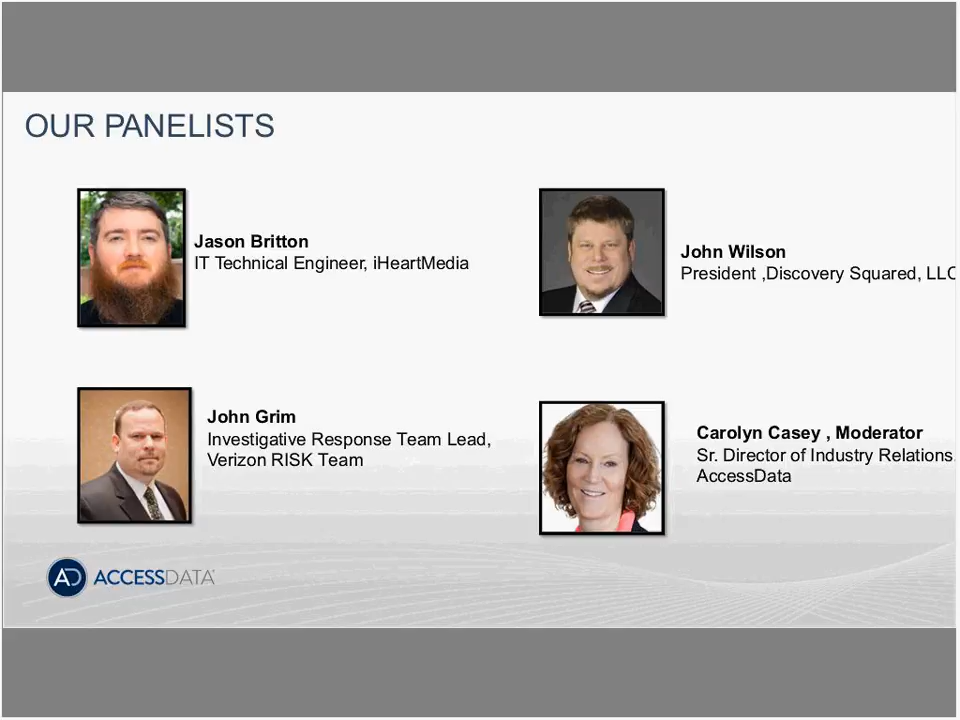 OUR PANELISTS
Jason Britton
IT Technical Engineer, iHeartMedia
John Wilson
President ,Discovery Squared, LLC
John Grim
Investigative Response Team Lead,
Verizon RISK Team
Carolyn Casey , Moderator
Sr. Director of Industry Relations,
AccessData
AD ACCESSDATA